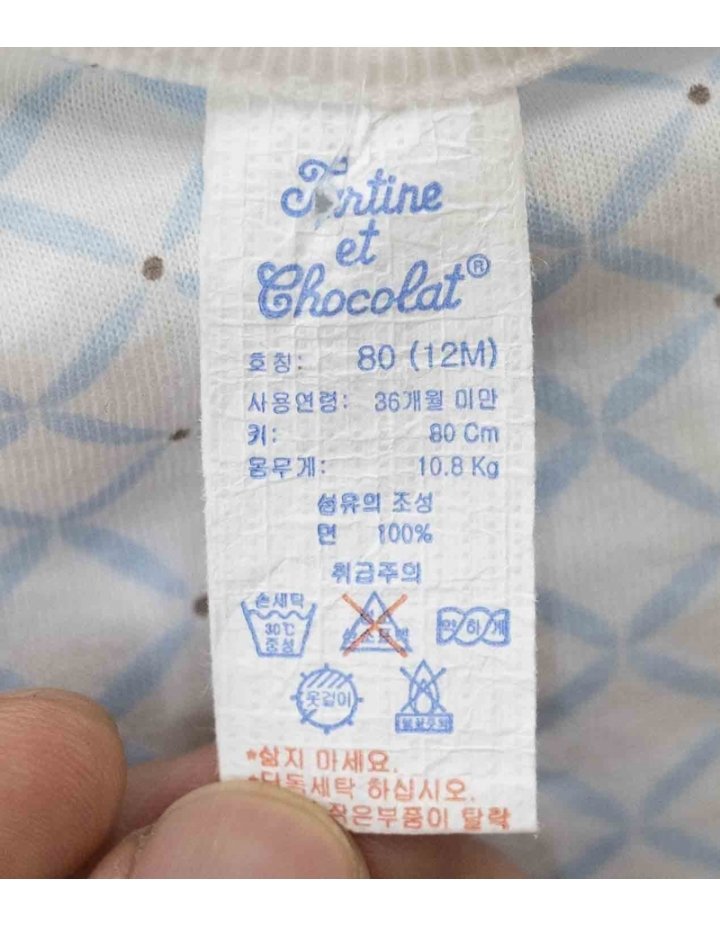 Tartine
et
Chocolat®
호칭: 80 (12M)
사용연령: 36개월 미만
키: 80 Cm
몸무게: 10.8 Kg
섬유의 조성
면 100%
취급주의
손세탁
30℃
중성
약하게
옷걸이
*삶지 마세요.
*단독세탁 하십시오.
작은부품이 탈락